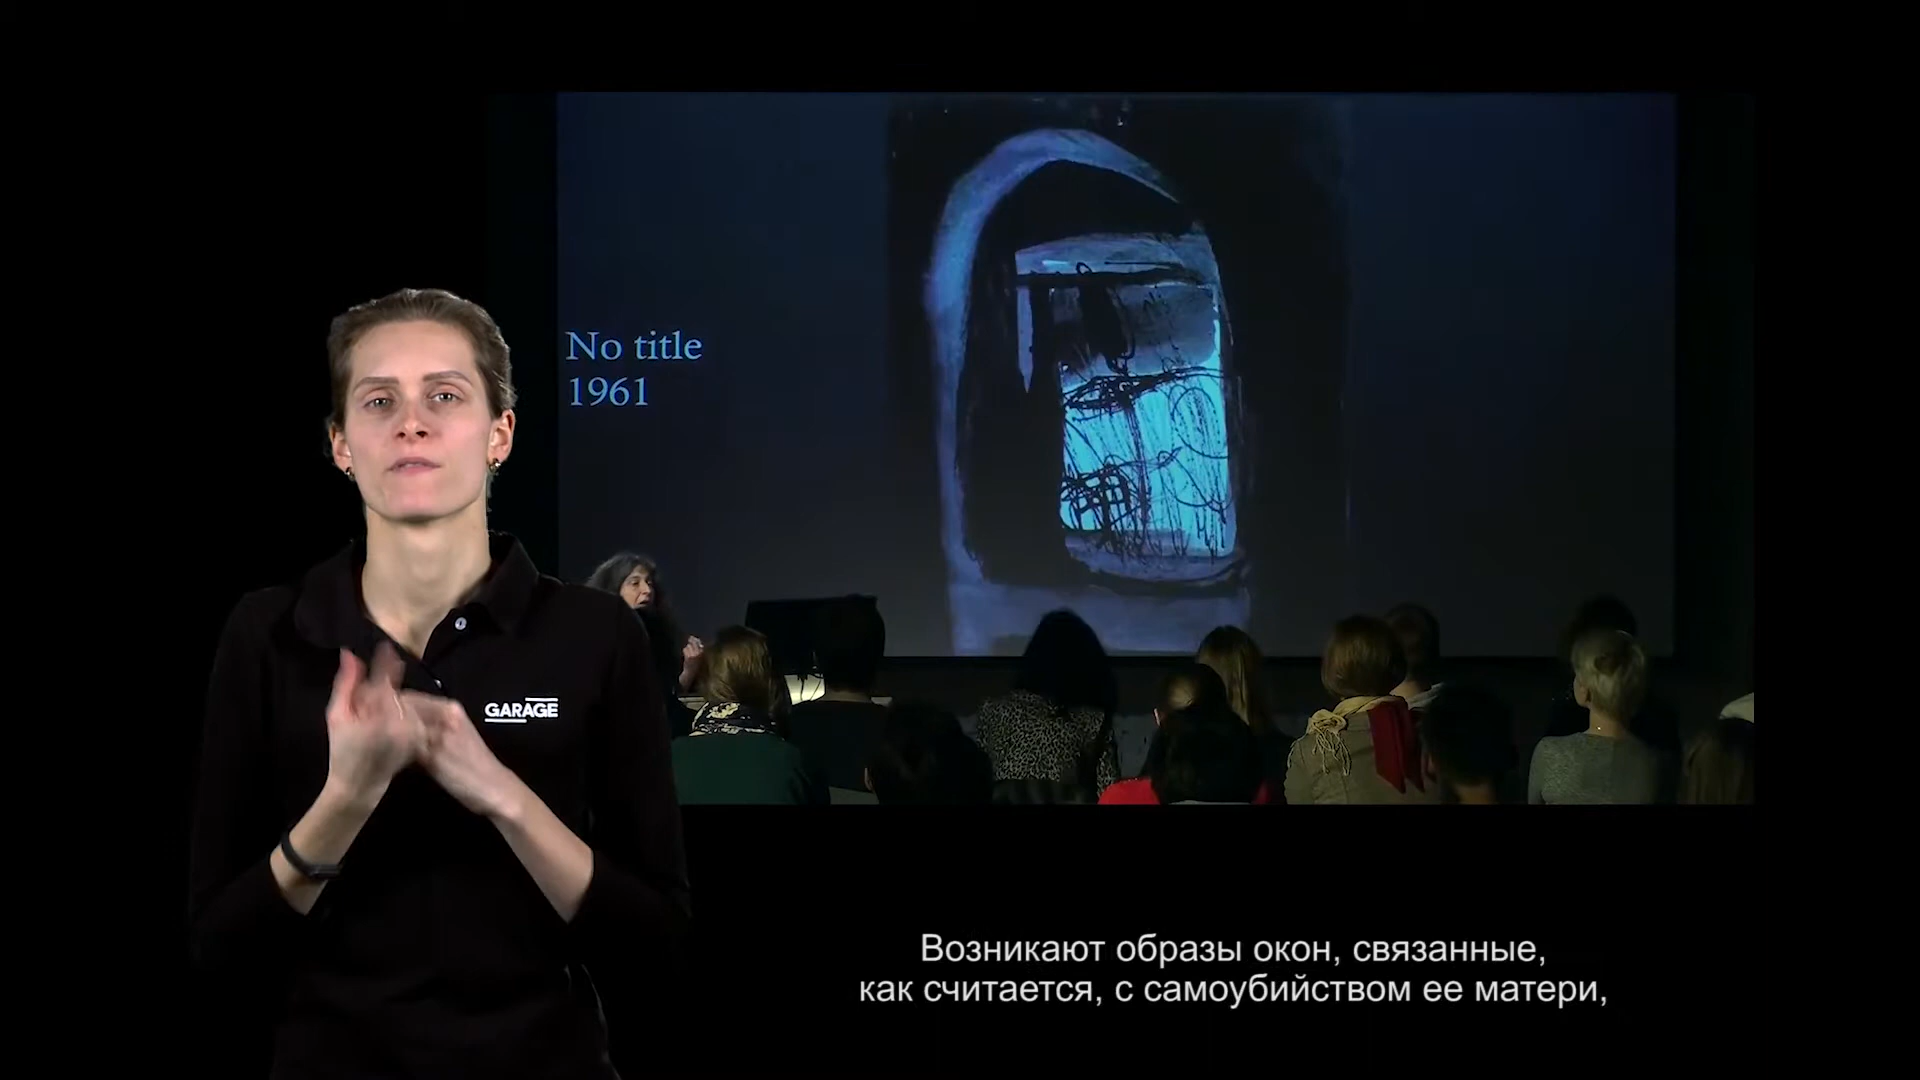 No title
1961
GARAGE
Возникают образы окон, связанные,
как считается, с самоубийством ее матери,